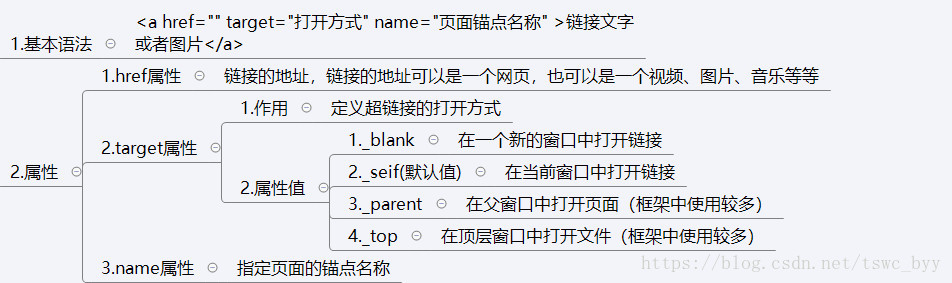 <a href="" target="打开方式" name="页面锚点名称" >链接文字
1.基本语法 或者图片</a>
1.href属性 链接的地址，链接的地址可以是一个网页，也可以是一个视频、图片、音乐等等
1.作用 定义超链接的打开方式
2.target属性
1._blank 在一个新的窗口中打开链接
2.属性 2.属性值 2._seif(默认值) 在当前窗口中打开链接
3._parent 在父窗口中打开页面（框架中使用较多）
4._top 在顶层窗口中打开文件（框架中使用较多）
3.name属性 指定页面的锚点名称
https://blog.csdn.net/tswc_byy